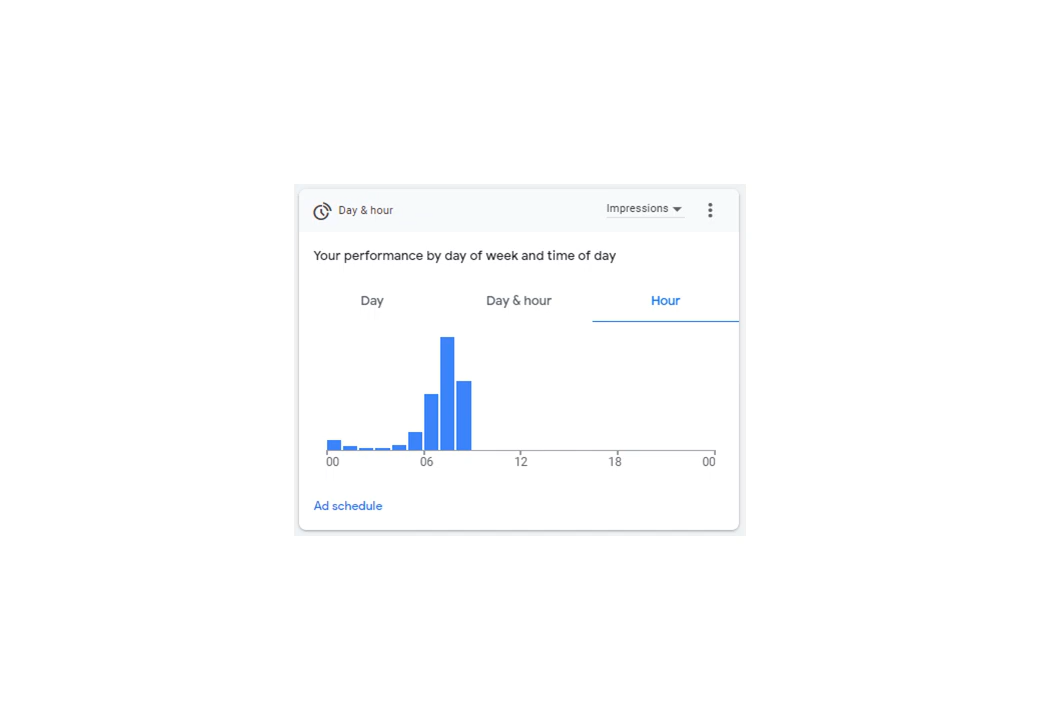 Day & hour
Impressions
Your performance by day of week and time of day
Day Day & hour Hour
00 06 12 18 00
Ad schedule